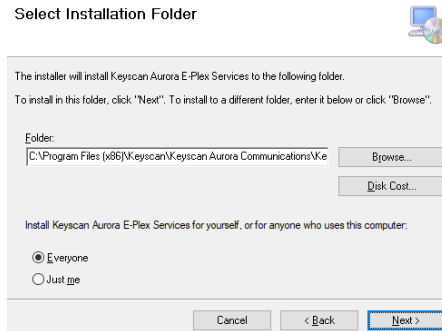 Select Installation Folder
The installer will install Keyscan Aurora E-Plex Services to the following folder.
To install in this folder, click "Next". To install to a different folder, enter it below or click "Browse".
Folder:
C:\Program Files (x86)\Keyscan\Keyscan Aurora Communications\Ke
Browse...
Disk Cost...
Install Keyscan Aurora E-Plex Services for yourself, or for anyone who uses this computer:
Everyone
Just me
Cancel
< Back
Next >